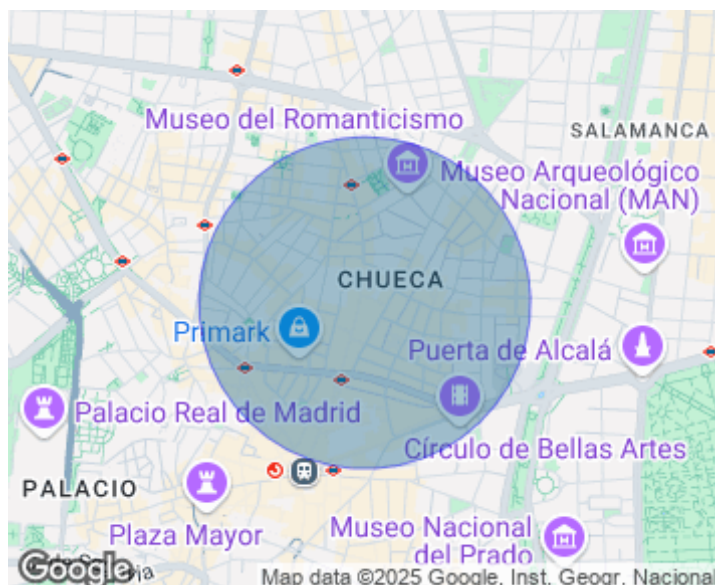 Museo del Romanticismo
SALAMANCA
Museo Arqueológico
Nacional (MAN)
CHUECA
Primark
Puerta de Alcalá
Palacio Real de Madrid
Círculo de Bellas Artes
PALACIO
Plaza Mayor
Museo Nacional
del Prado
Google
Map data ©2025 Google, Inst. Geogr. Nacional